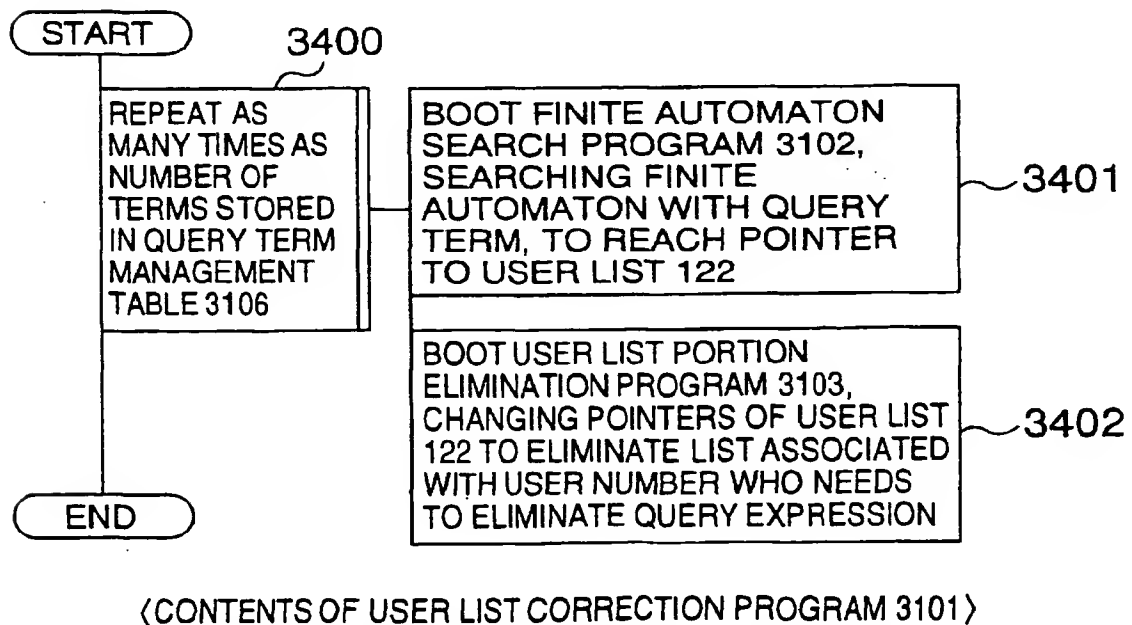 START
3400
REPEAT AS
MANY TIMES AS
NUMBER OF
TERMS STORED
IN QUERY TERM
MANAGEMENT
TABLE 3106
BOOT FINITE AUTOMATON
SEARCH PROGRAM 3102,
SEARCHING FINITE
AUTOMATON WITH QUERY
TERM, TO REACH POINTER
TO USER LIST 122
3401
BOOT USER LIST PORTION
ELIMINATION PROGRAM 3103,
CHANGING POINTERS OF USER LIST
122 TO ELIMINATE LIST ASSOCIATED
WITH USER NUMBER WHO NEEDS
TO ELIMINATE QUERY EXPRESSION
3402
END
〈CONTENTS OF USER LIST CORRECTION PROGRAM 3101〉